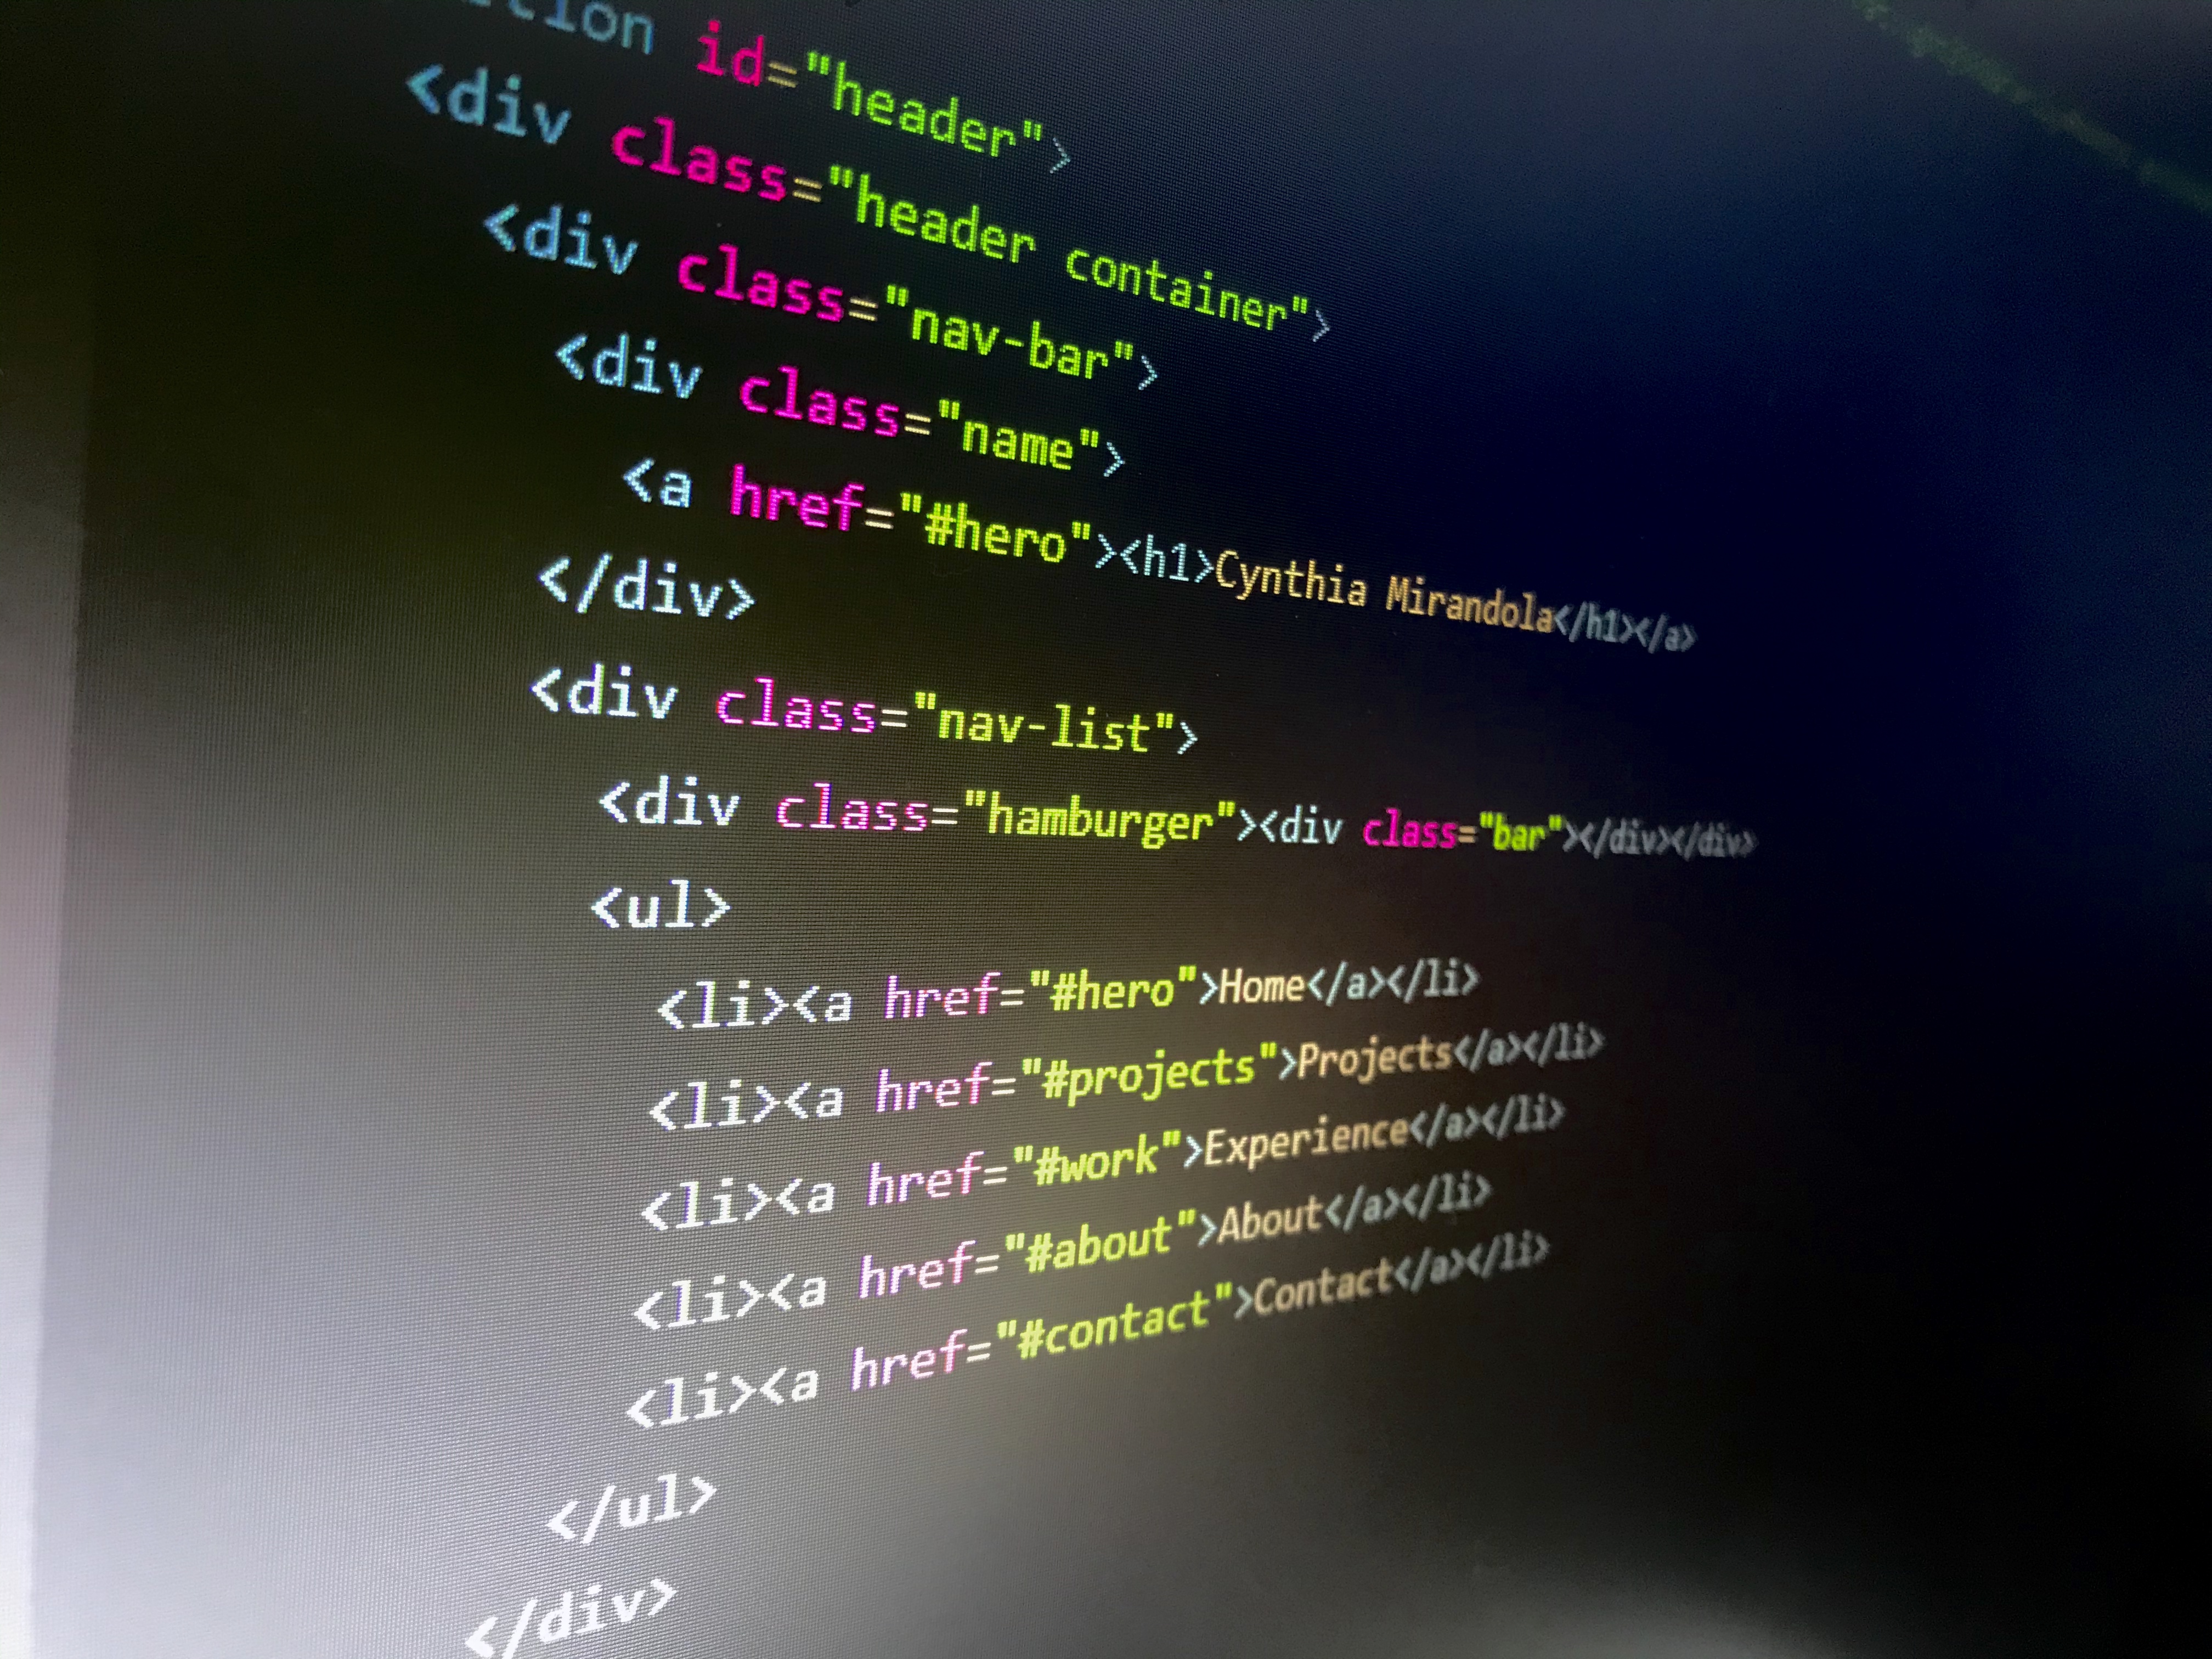 id="header">
<div class="header container">
<div class="nav-bar">
<div class="name">
<a href="#hero"><h1>Cynthia Mirandola</h1></a>
</div>
<div class="nav-list">
<div class="hamburger"><div class="bar"></div></div>
<ul>
<li><a href="#hero">Home</a></li>
<li><a href="#projects">Projects</a></li>
<li><a href="#work">Experience</a></li>
<li><a href="#about">About</a></li>
<li><a href="#contact">Contact</a></li>
</ul>
</div>